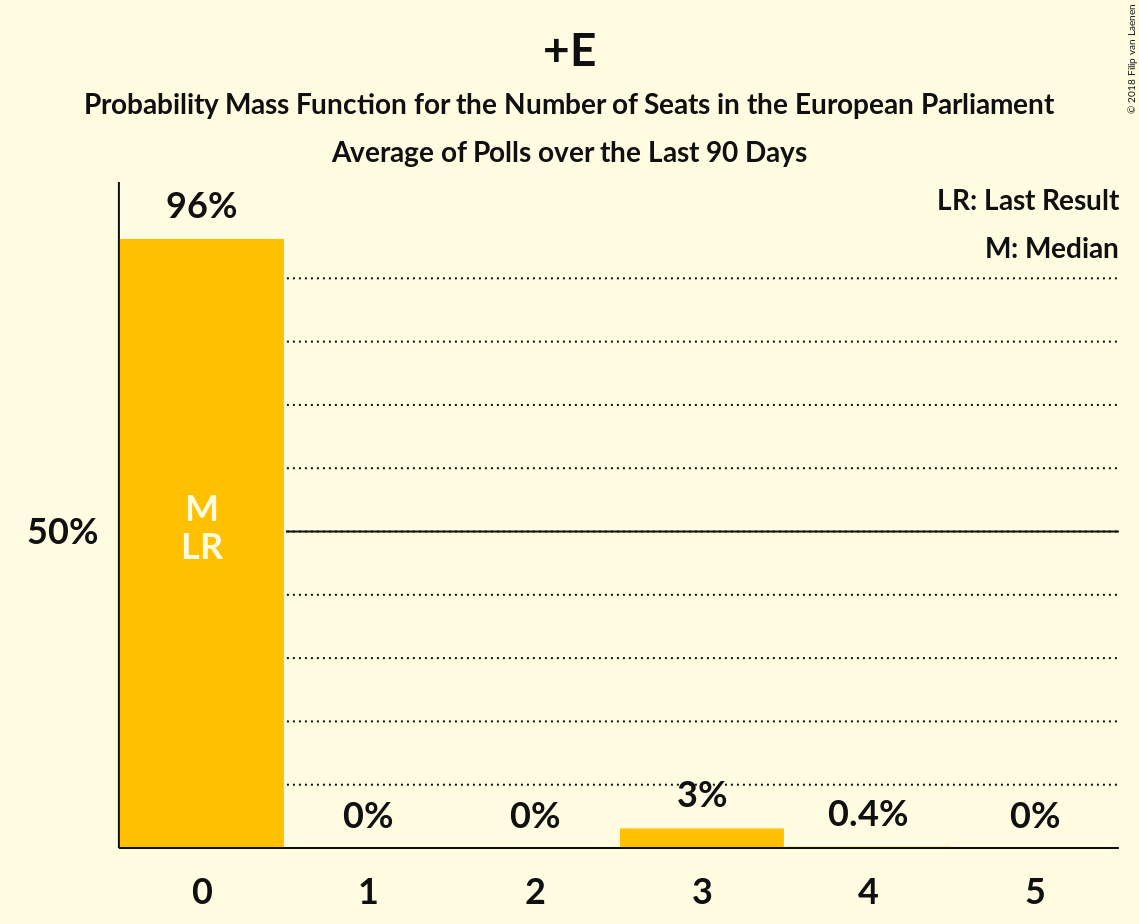 +E
Probability Mass Function for the Number of Seats in the European Parliament
Average of Polls over the Last 90 Days
© 2018 Filip van Laenen
LR: Last Result
M: Median
96%
50%
M
LR
0%
0%
3%
0.4%
0%
0
1
2
3
4
5